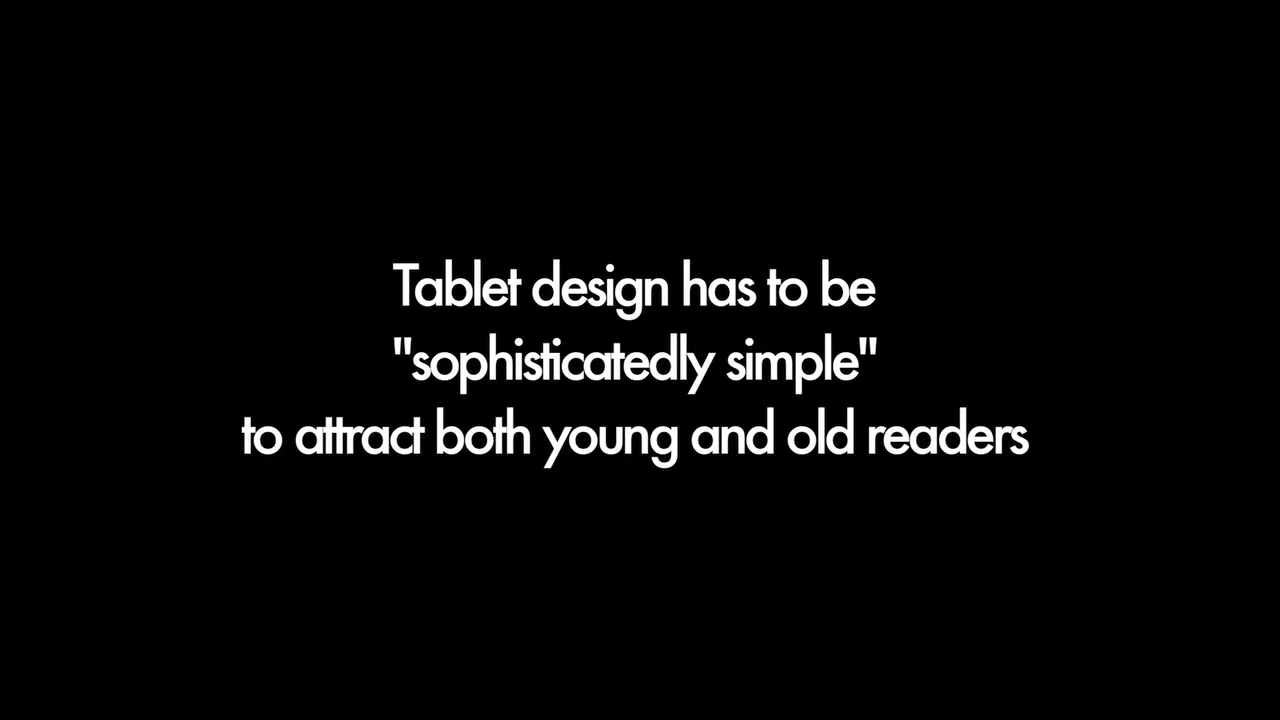 Tablet design has to be
"sophisticatedly simple"
to attract both young and old readers